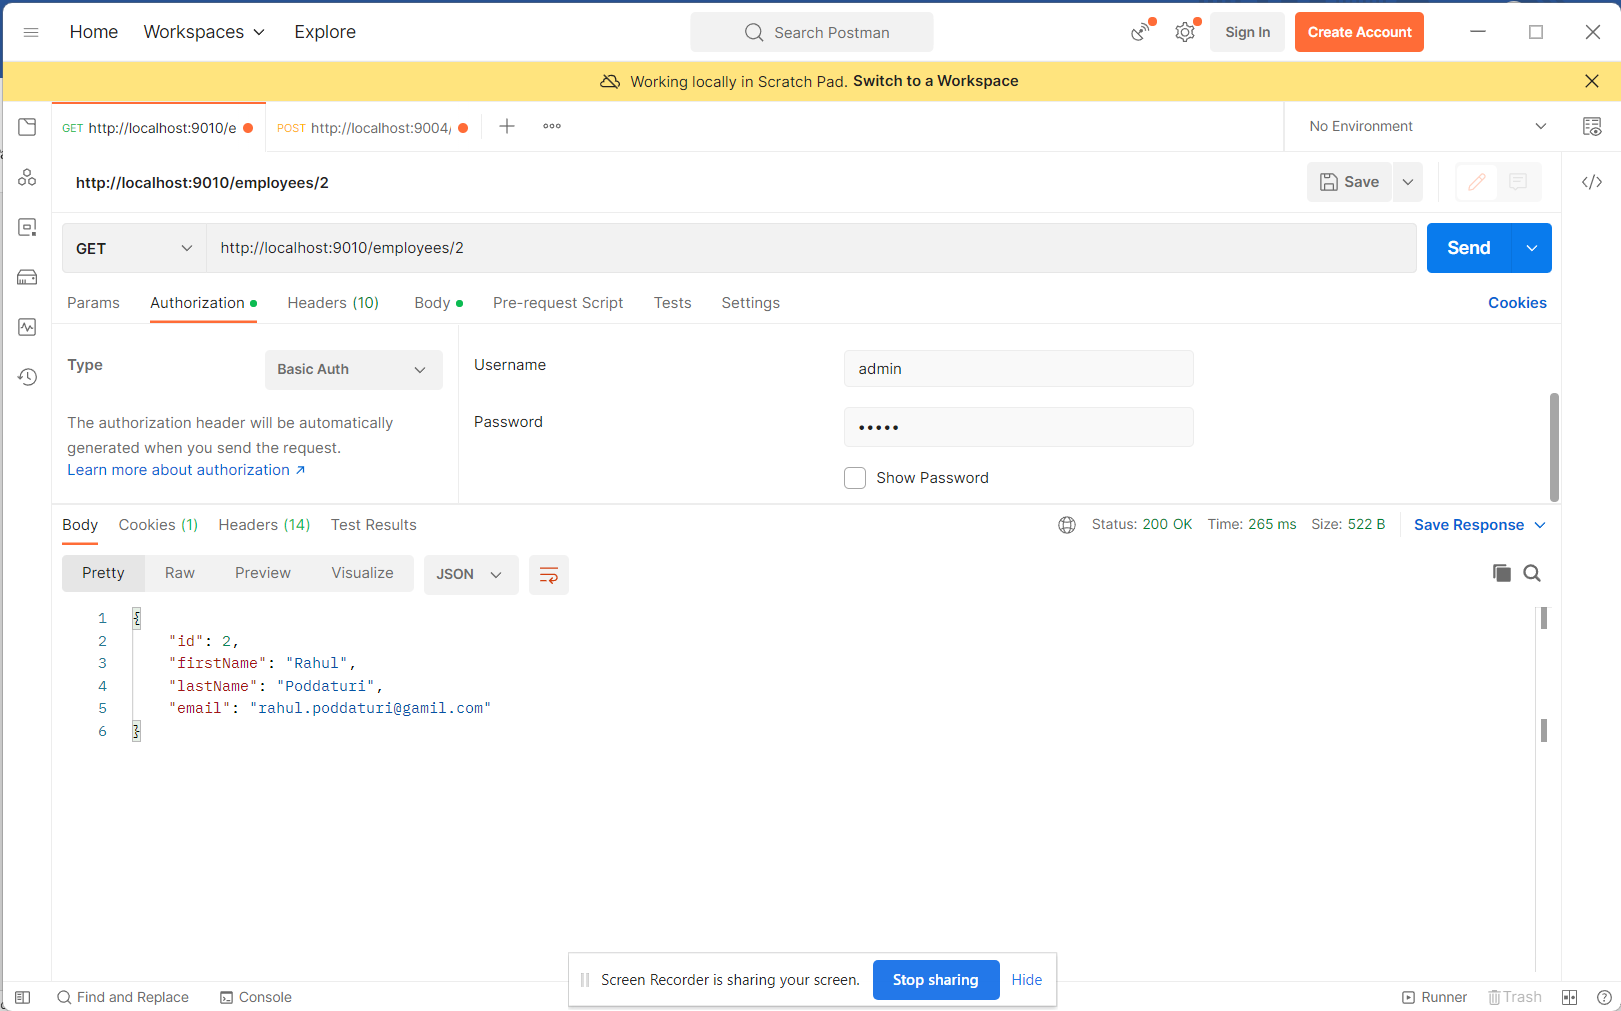 Home Workspaces Explore Search Postman Sign In Create Account
Working locally in Scratch Pad. Switch to a Workspace
GET http://localhost:9010/e POST http://localhost:9004/ No Environment
http://localhost:9010/employees/2 Save
GET http://localhost:9010/employees/2 Send
Params Authorization Headers (10) Body Pre-request Script Tests Settings Cookies
Type Basic Auth Username admin
The authorization header will be automatically
generated when you send the request.
Learn more about authorization ↗
Password •••••
Show Password
Body Cookies (1) Headers (14) Test Results Status: 200 OK Time: 265 ms Size: 522 B Save Response
Pretty Raw Preview Visualize JSON
1 {
2 "id": 2,
3 "firstName": "Rahul",
4 "lastName": "Poddaturi",
5 "email": "rahul.poddaturi@gamil.com"
6 }
Screen Recorder is sharing your screen. Stop sharing Hide
Find and Replace Console Runner Trash